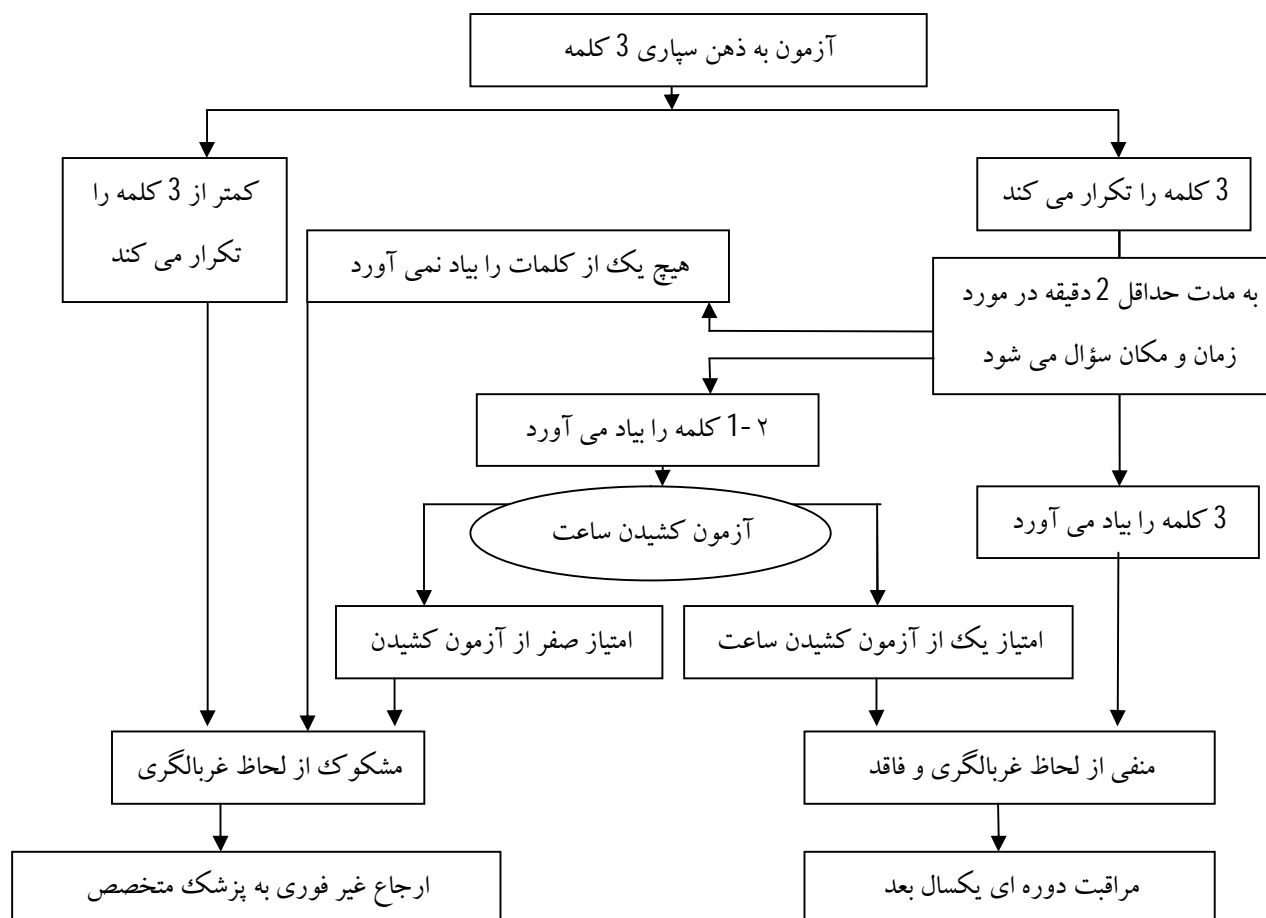 آزمون به ذهن سپاری 3 کلمه
3 کلمه را تکرار می کند
کمتر از 3 کلمه را
تکرار می کند
به مدت حداقل 2 دقیقه در مورد
زمان و مکان سؤال می شود
هیچ یک از کلمات را بیاد نمی آورد
1-۲ کلمه را بیاد می آورد
3 کلمه را بیاد می آورد
آزمون کشیدن ساعت
امتیاز یک از آزمون کشیدن ساعت
امتیاز صفر از آزمون کشیدن
منفی از لحاظ غربالگری و فاقد
مشکوک از لحاظ غربالگری
مراقبت دوره ای یکسال بعد
ارجاع غیر فوری به پزشک متخصص